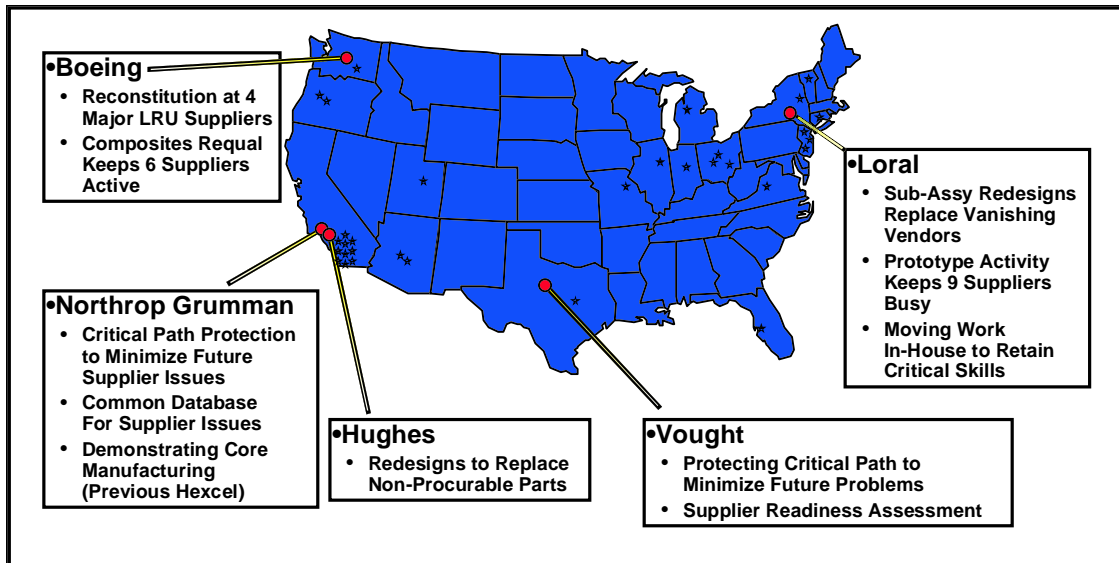 •Boeing
• Reconstitution at 4
Major LRU Suppliers
• Composites Requal
Keeps 6 Suppliers
Active
•Northrop Grumman
• Critical Path Protection
to Minimize Future
Supplier Issues
• Common Database
For Supplier Issues
• Demonstrating Core
Manufacturing
(Previous Hexcel)
•Hughes
• Redesigns to Replace
Non-Procurable Parts
•Vought
• Protecting Critical Path to
Minimize Future Problems
• Supplier Readiness Assessment
•Loral
• Sub-Assy Redesigns
Replace Vanishing
Vendors
• Prototype Activity
Keeps 9 Suppliers
Busy
• Moving Work
In-House to Retain
Critical Skills